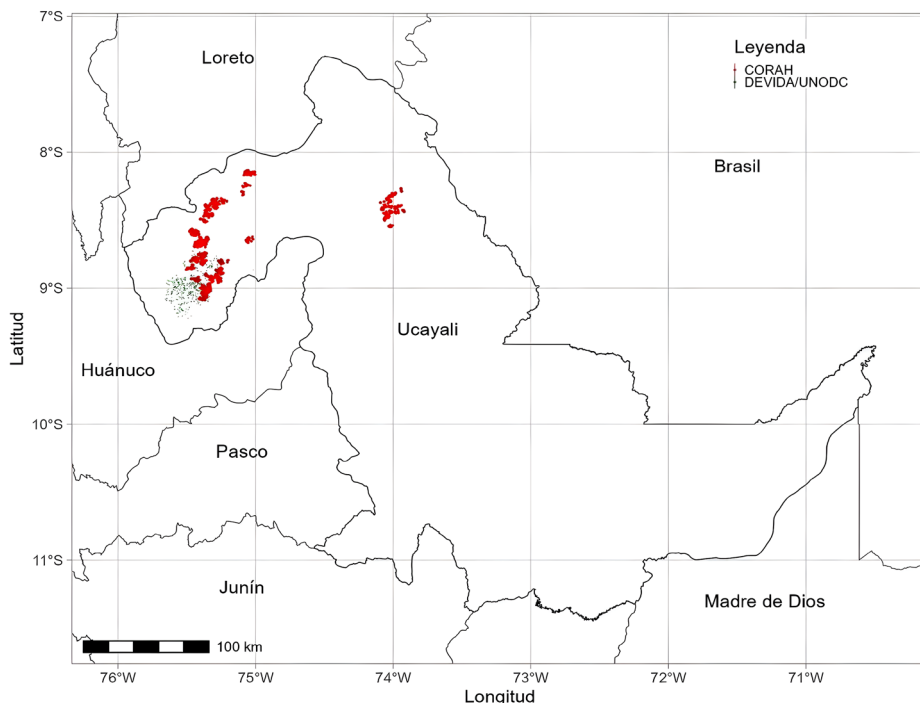 7°S
Loreto
Leyenda
CORAH
DEVIDA/UNODC
8°S
Brasil
9°S
Latitud
Ucayali
Huánuco
10°S
Pasco
11°S
Junín
Madre de Dios
100 km
76°W
75°W
74°W
73°W
72°W
71°W
Longitud